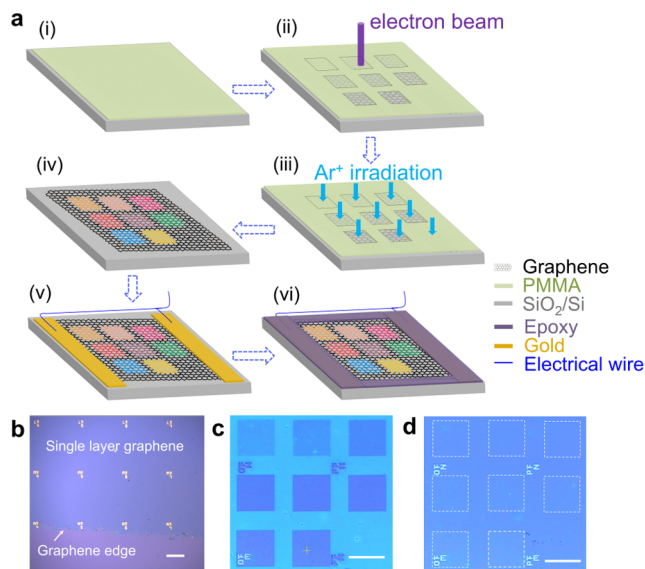 a
(i)
(ii)
electron beam
(iv)
(iii)
Ar⁺ irradiation
(v)
(vi)
Graphene
PMMA
SiO₂/Si
Epoxy
Gold
Electrical wire
b
Single layer graphene
Graphene edge
c
d